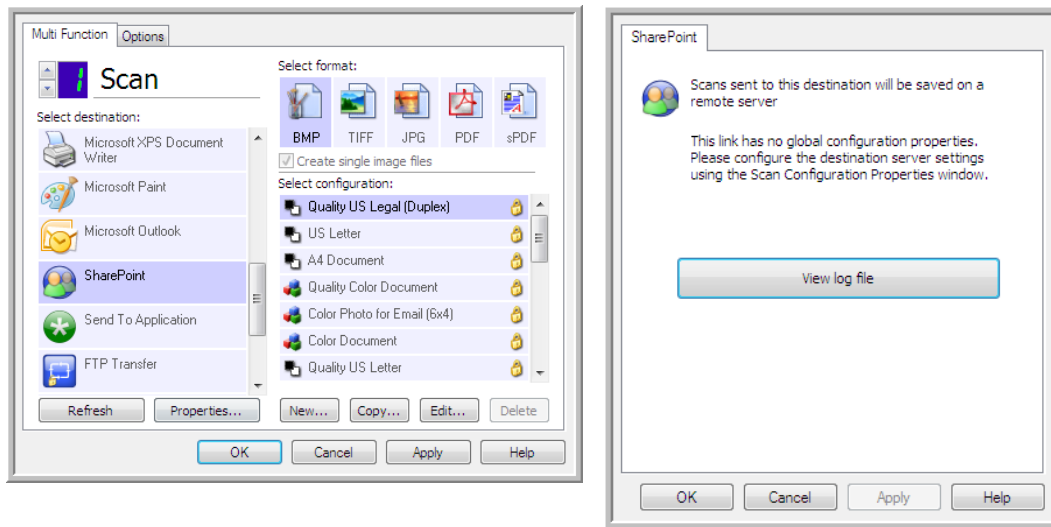 Multi Function
Options
1
Scan
Select destination:
Microsoft XPS Document
Writer
Microsoft Paint
Microsoft Outlook
SharePoint
Send To Application
FTP Transfer
Refresh
Properties...
Select format:
BMP
TIFF
JPG
PDF
sPDF
Create single image files
Select configuration:
Quality US Legal (Duplex)
US Letter
A4 Document
Quality Color Document
Color Photo for Email (6x4)
Color Document
Quality US Letter
New...
Copy...
Edit...
Delete
OK
Cancel
Apply
Help
SharePoint
Scans sent to this destination will be saved on a
remote server
This link has no global configuration properties.
Please configure the destination server settings
using the Scan Configuration Properties window.
View log file
OK
Cancel
Apply
Help